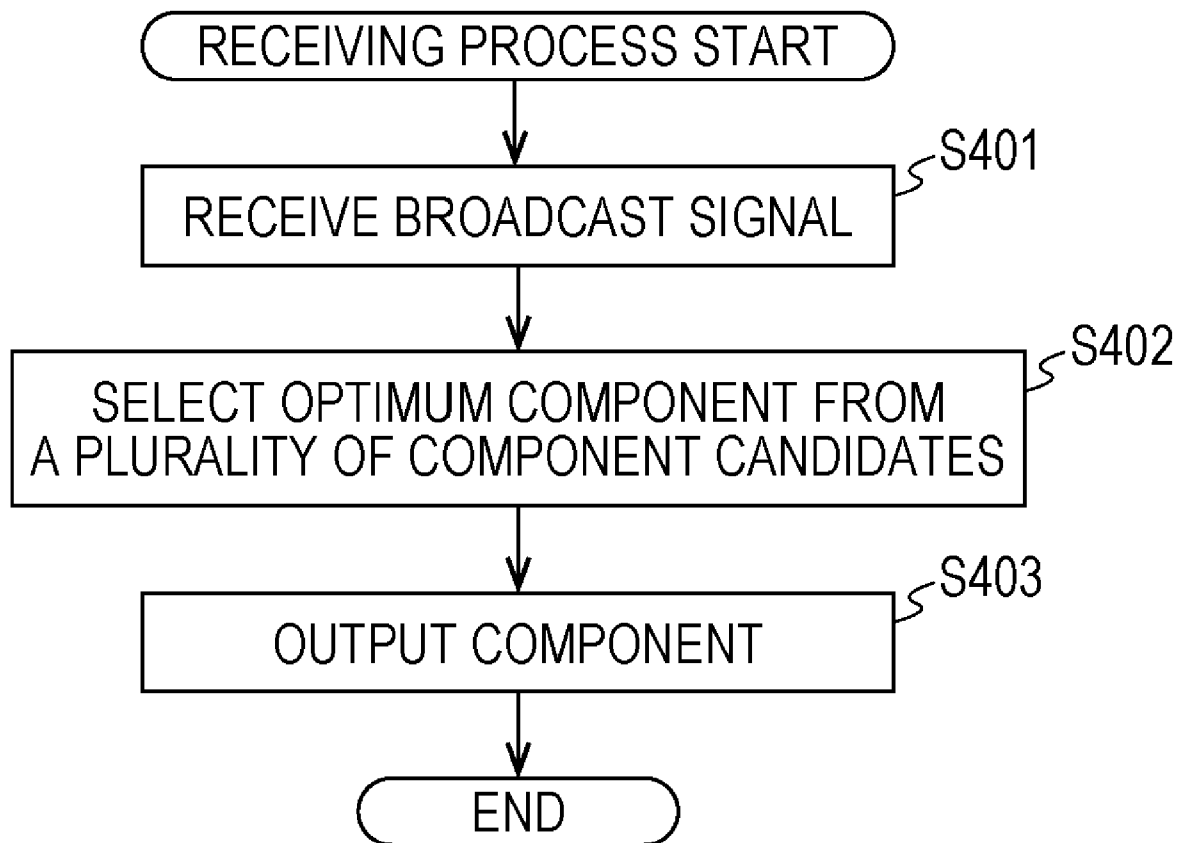 RECEIVING PROCESS START
S401
RECEIVE BROADCAST SIGNAL
S402
SELECT OPTIMUM COMPONENT FROM
A PLURALITY OF COMPONENT CANDIDATES
S403
OUTPUT COMPONENT
END